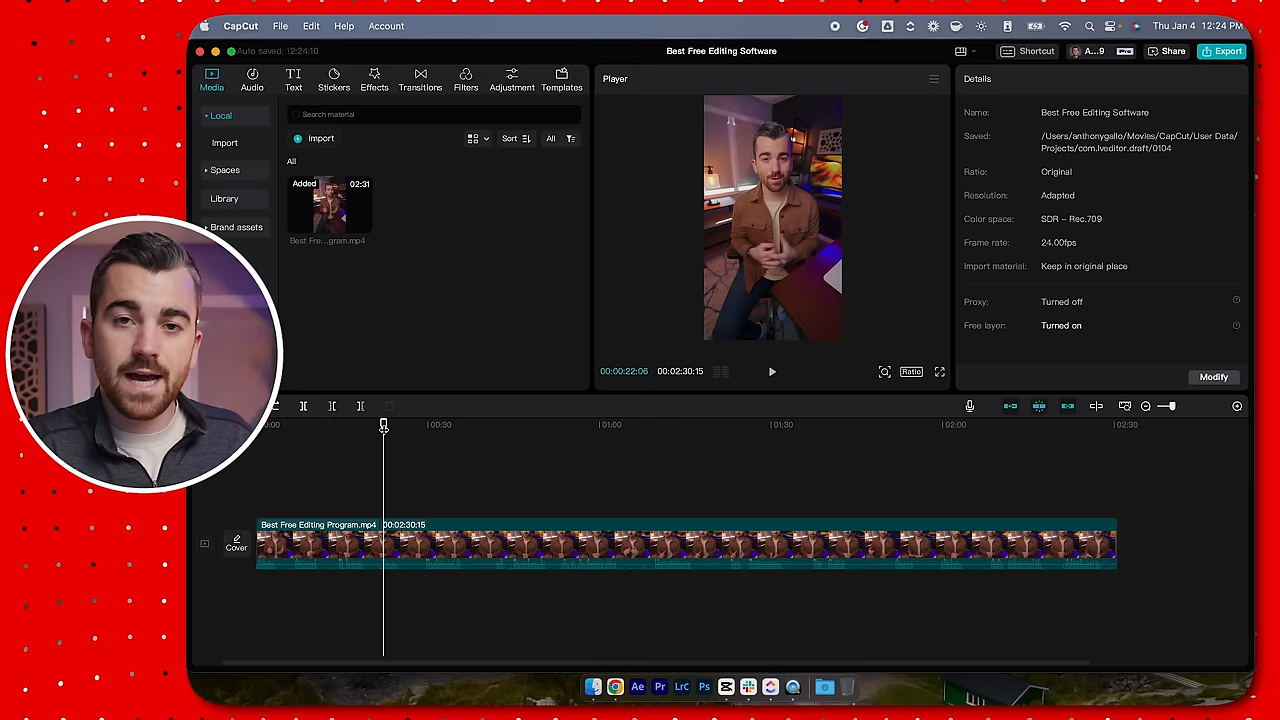 CapCut File Edit Help Account Thu Jan 4 12:24 PM
Auto saved: 12:24:10 Best Free Editing Software Shortcut A...9 Share Export
Media Audio Text Stickers Effects Transitions Filters Adjustment Templates
Local
Import
Spaces
Library
Brand assets
Search material
Import Sort All
All
Added 02:31
Best Fre...gram.mp4
Player
00:00:22:06 00:02:30:15 Ratio
Details
Name: Best Free Editing Software
Saved: /Users/anthonygallo/Movies/CapCut/User Data/
Projects/com.lveditor.draft/0104
Ratio: Original
Resolution: Adapted
Color space: SDR – Rec.709
Frame rate: 24.00fps
Import material: Keep in original place
Proxy: Turned off
Free layer: Turned on
Modify
00:30 01:00 01:30 02:00 02:30
Best Free Editing Program.mp4 00:02:30:15
Cover
Ae Pr LrC Ps